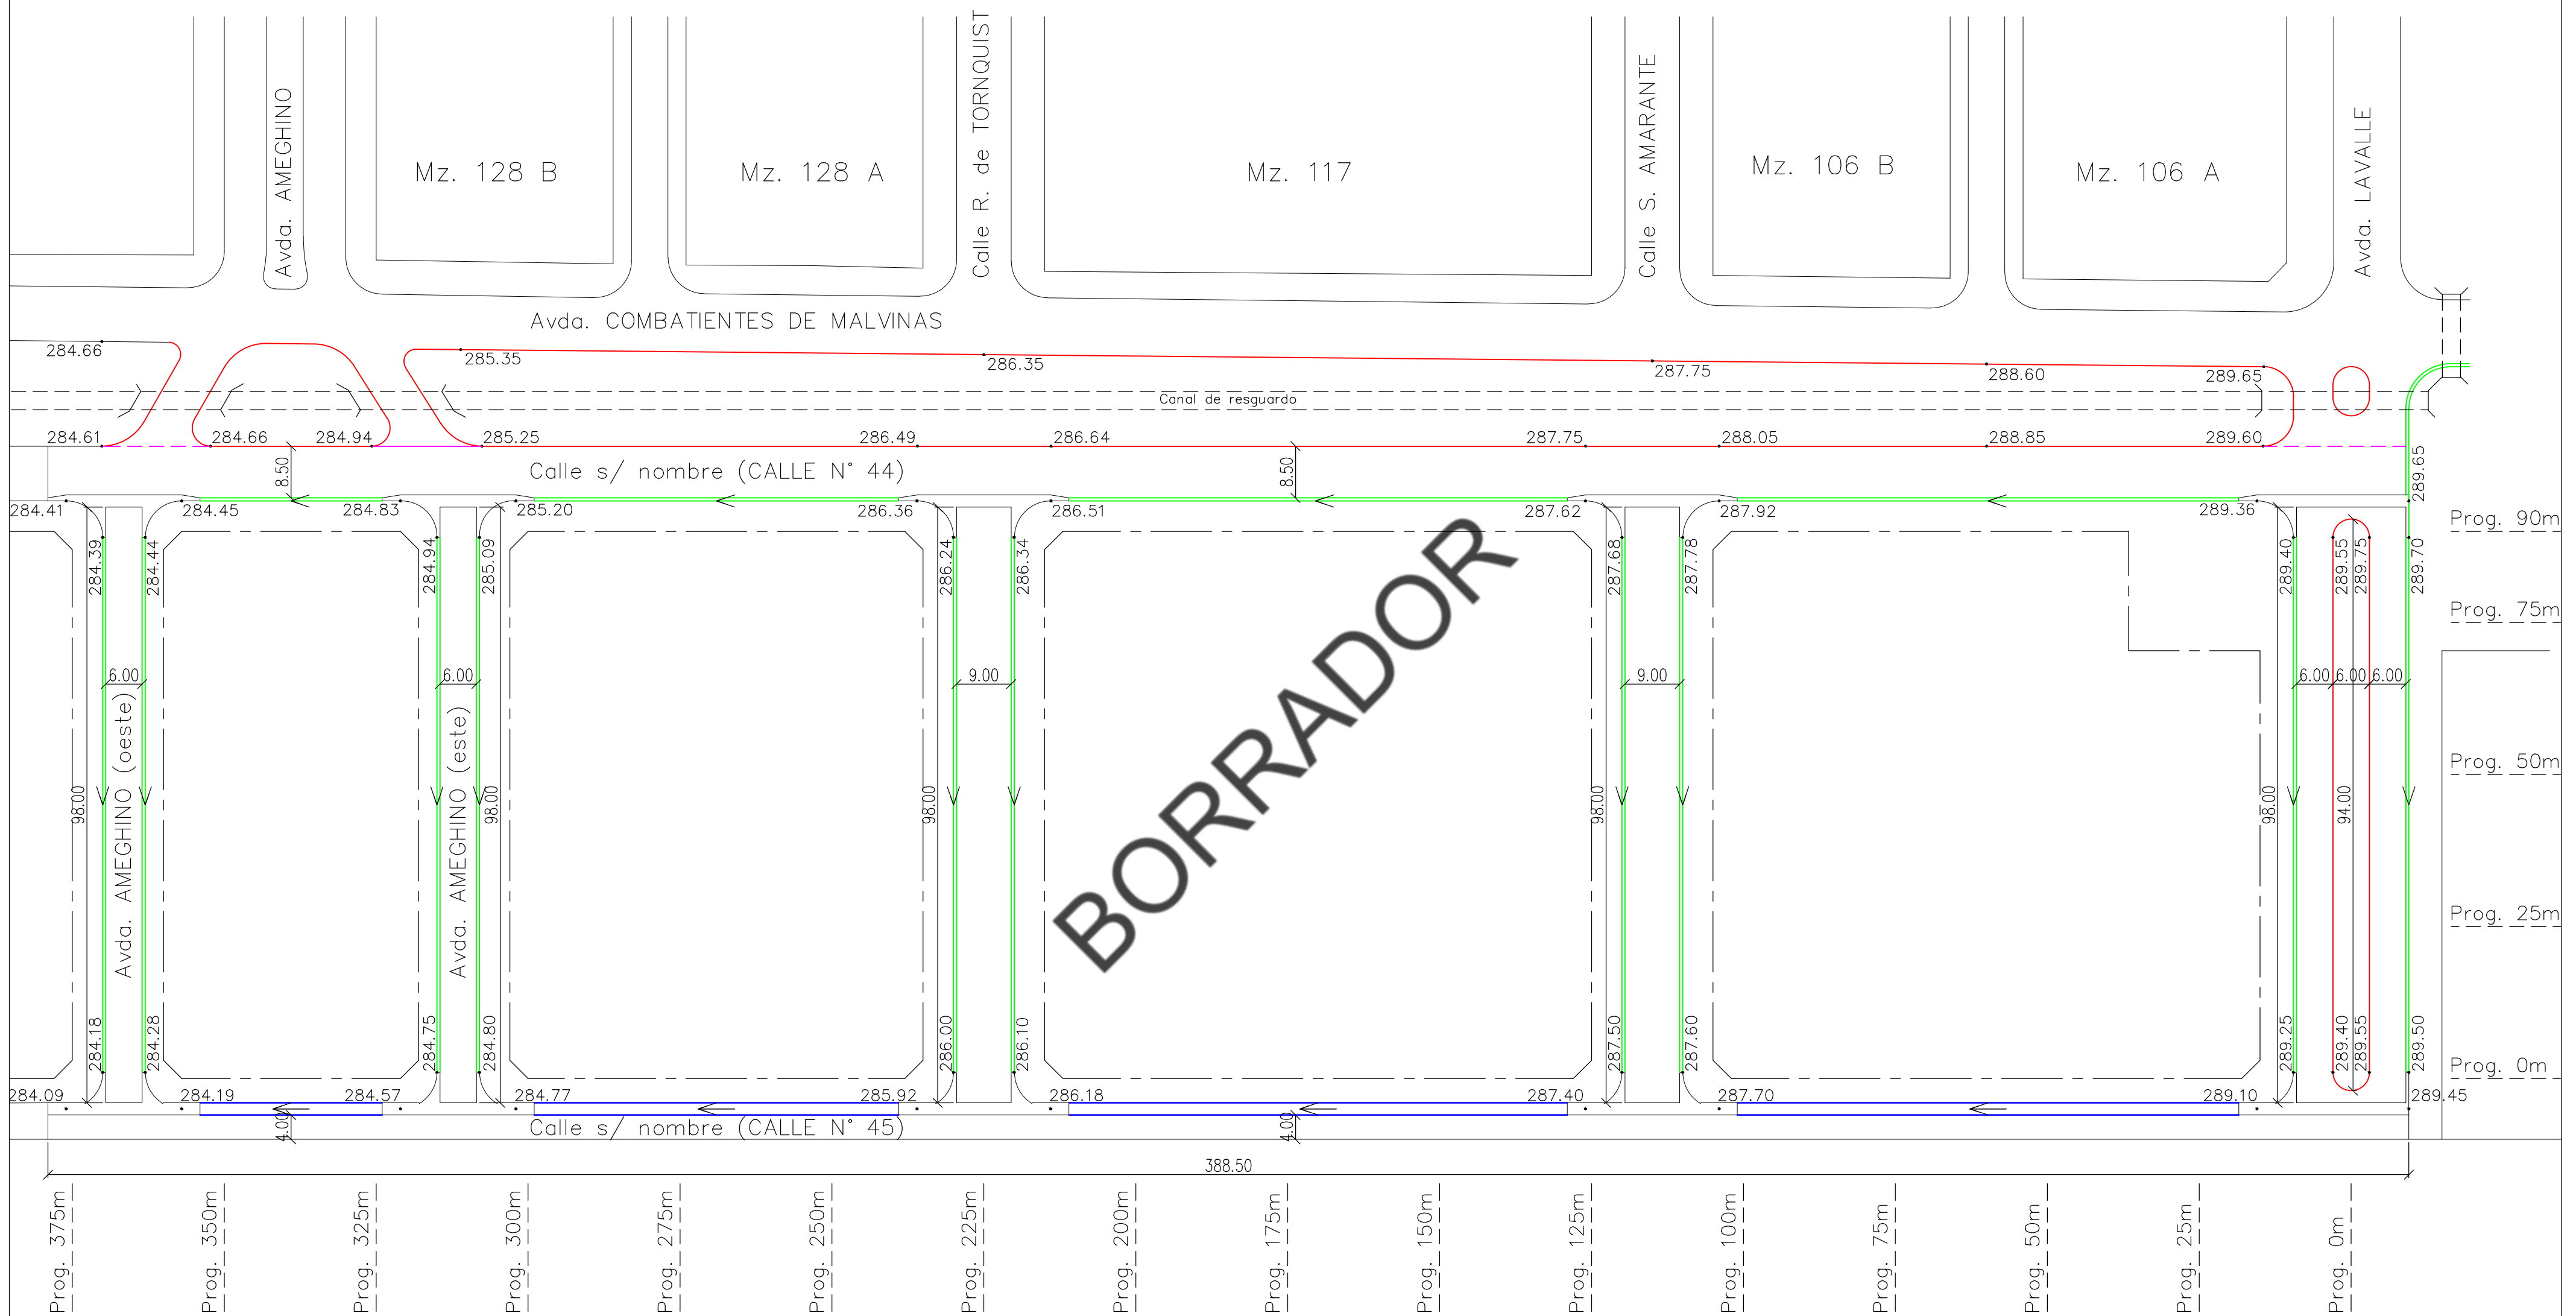 Avda. AMEGHINO
Mz. 128 B
Mz. 128 A
Calle R. de TORNQUIST
Mz. 117
Calle S. AMARANTE
Mz. 106 B
Mz. 106 A
Avda. LAVALLE
Avda. COMBATIENTES DE MALVINAS
284.66
285.35
286.35
287.75
288.60
289.65
Canal de resguardo
284.61
284.66
284.94
285.25
286.49
286.64
287.75
288.05
288.85
289.60
289.65
8.50
Calle s/ nombre (CALLE N° 44)
8.50
284.41
284.45
284.83
285.20
286.36
286.51
287.62
287.92
289.36
Prog. 90m
284.39
284.44
284.94
285.09
286.24
286.34
287.68
287.78
289.40
289.55
289.75
289.70
Prog. 75m
6.00
6.00
9.00
9.00
6.00
6.00
6.00
BORRADOR
Avda. AMEGHINO (oeste)
Avda. AMEGHINO (este)
Prog. 50m
98.00
98.00
98.00
98.00
98.00
94.00
Prog. 25m
284.18
284.28
284.75
284.80
286.00
286.10
287.50
287.60
289.25
289.40
289.55
289.50
Prog. 0m
284.09
284.19
284.57
284.77
285.92
286.18
287.40
287.70
289.10
289.45
4.00
Calle s/ nombre (CALLE N° 45)
4.00
388.50
Prog. 375m
Prog. 350m
Prog. 325m
Prog. 300m
Prog. 275m
Prog. 250m
Prog. 225m
Prog. 200m
Prog. 175m
Prog. 150m
Prog. 125m
Prog. 100m
Prog. 75m
Prog. 50m
Prog. 25m
Prog. 0m